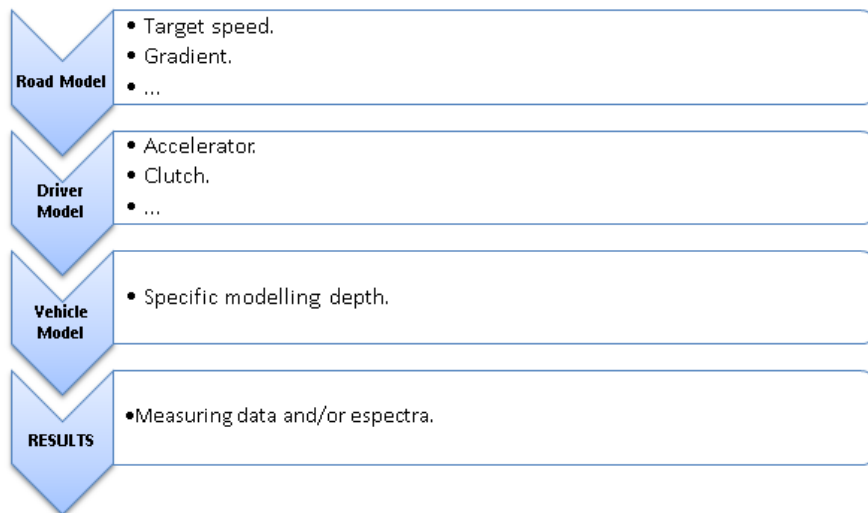 Road Model
• Target speed.
• Gradient.
• ...
Driver
Model
• Accelerator.
• Clutch.
• ...
Vehicle
Model
• Specific modelling depth.
RESULTS
•Measuring data and/or espectra.